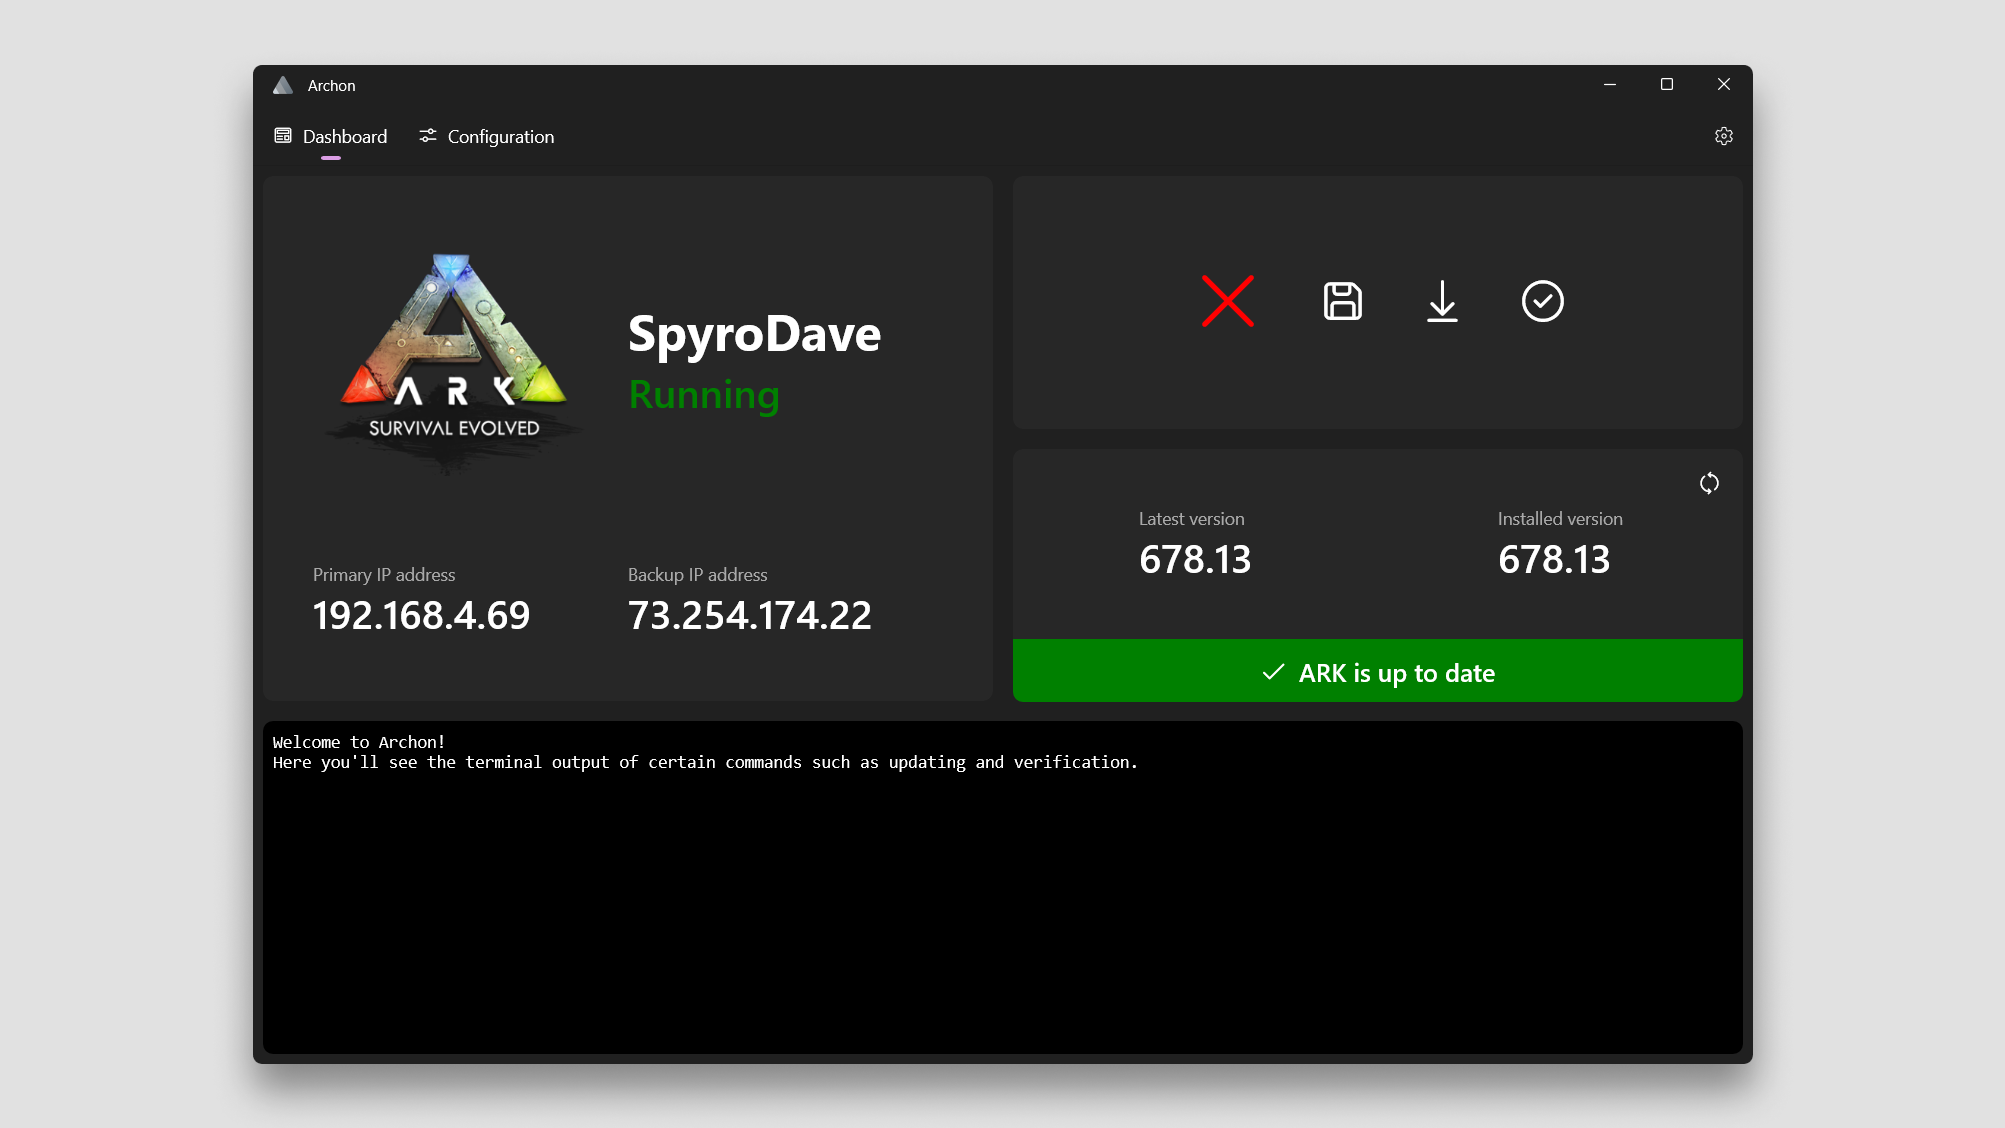 Archon
Dashboard
Configuration
ARK
SURVIVAL EVOLVED
SpyroDave
Running
Primary IP address
192.168.4.69
Backup IP address
73.254.174.22
Latest version
678.13
Installed version
678.13
ARK is up to date
Welcome to Archon!
Here you'll see the terminal output of certain commands such as updating and verification.